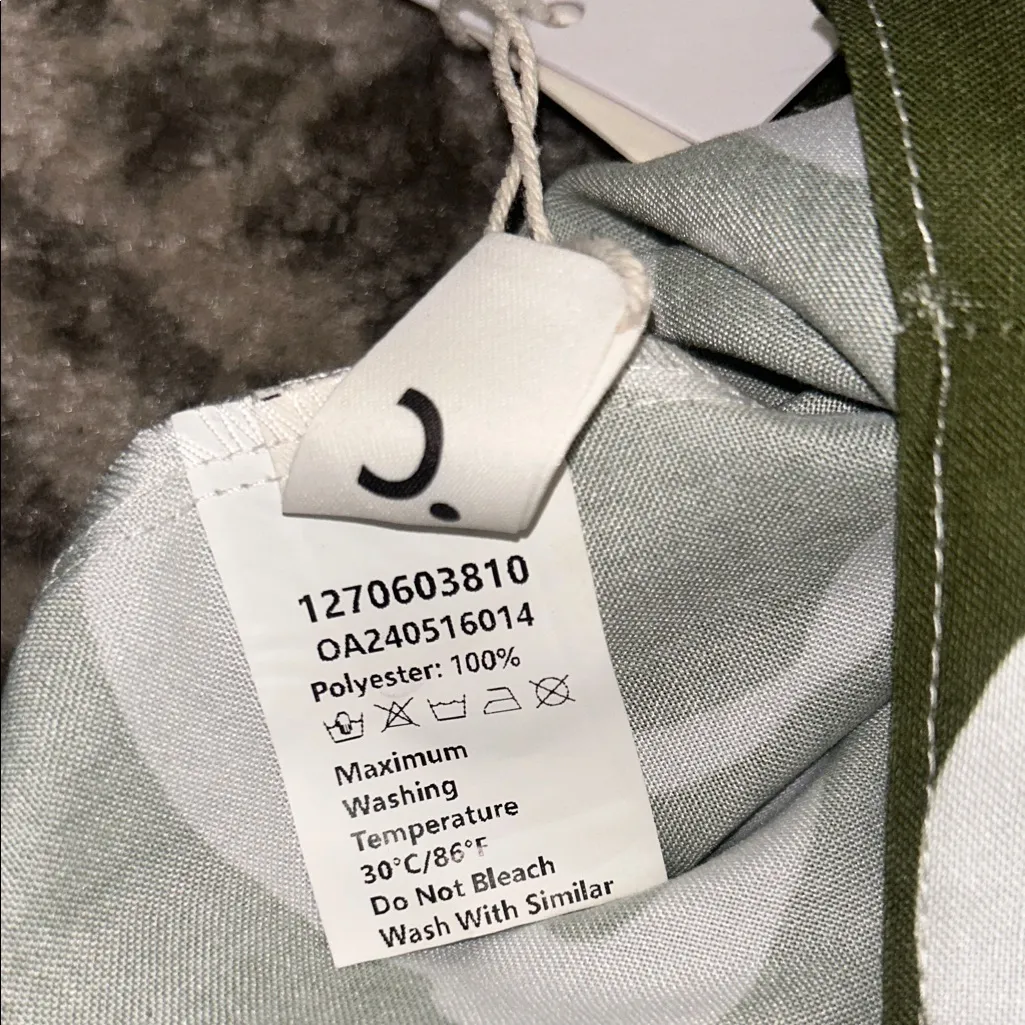 c.
1270603810
OA240516014
Polyester: 100%
Maximum
Washing
Temperature
30°C/86°F
Do Not Bleach
Wash With Similar